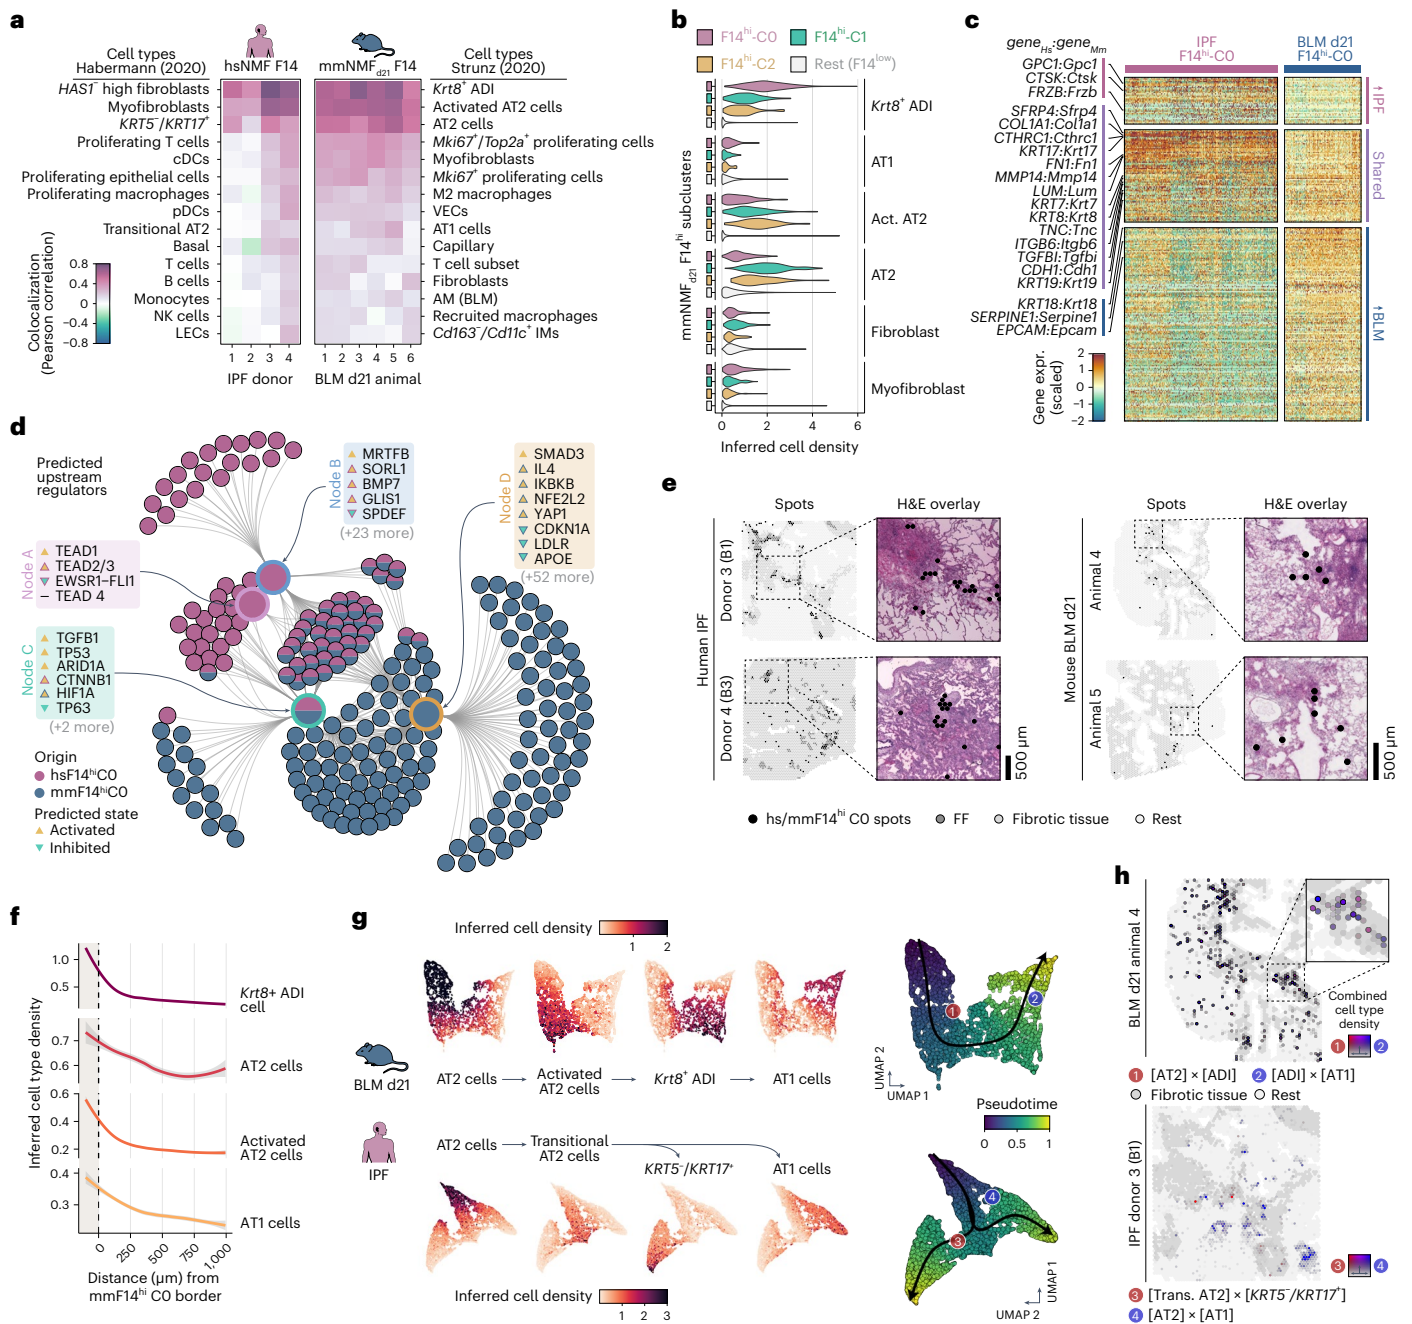 a
Cell types
Habermann (2020)
hsNMF F14
mmNMFd21 F14
Cell types
Strunz (2020)
HAS1⁻ high fibroblasts
Myofibroblasts
KRT5⁻/KRT17⁺
Proliferating T cells
cDCs
Proliferating epithelial cells
Proliferating macrophages
pDCs
Transitional AT2
Basal
T cells
B cells
Monocytes
NK cells
LECs
Krt8⁺ ADI
Activated AT2 cells
AT2 cells
Mki67⁺/Top2a⁺ proliferating cells
Myofibroblasts
Mki67⁺ proliferating cells
M2 macrophages
VECs
AT1 cells
Capillary
T cell subset
Fibroblasts
AM (BLM)
Recruited macrophages
Cd163⁻/Cd11c⁺ IMs
Colocalization
(Pearson correlation)
0.8
0.4
0
−0.4
−0.8
1 2 3 4
1 2 3 4 5 6
IPF donor
BLM d21 animal
b
F14hi-C0
F14hi-C1
F14hi-C2
Rest (F14low)
mmNMFd21 F14hi subclusters
Krt8⁺ ADI
AT1
Act. AT2
AT2
Fibroblast
Myofibroblast
0 2 4 6
Inferred cell density
c
geneHs:geneMm
IPF
F14hi-C0
BLM d21
F14hi-C0
GPC1:Gpc1
CTSK:Ctsk
FRZB:Frzb
SFRP4:Sfrp4
COL1A1:Col1a1
CTHRC1:Cthrc1
KRT17:Krt17
FN1:Fn1
MMP14:Mmp14
LUM:Lum
KRT7:Krt7
KRT8:Krt8
TNC:Tnc
ITGB6:Itgb6
TGFBI:Tgfbi
CDH1:Cdh1
KRT19:Krt19
KRT18:Krt18
SERPINE1:Serpine1
EPCAM:Epcam
↑IPF
Shared
↑BLM
Gene expr.
(scaled)
2
1
0
−1
−2
d
Predicted
upstream
regulators
Node B
MRTFB
SORL1
BMP7
GLIS1
SPDEF
(+23 more)
Node D
SMAD3
IL4
IKBKB
NFE2L2
YAP1
CDKN1A
LDLR
APOE
(+52 more)
Node A
TEAD1
TEAD2/3
EWSR1–FLI1
TEAD 4
Node C
TGFB1
TP53
ARID1A
CTNNB1
HIF1A
TP63
(+2 more)
Origin
hsF14hiC0
mmF14hiC0
Predicted state
Activated
Inhibited
e
Spots
H&E overlay
Spots
H&E overlay
Human IPF
Donor 3 (B1)
Donor 4 (B3)
500 µm
Mouse BLM d21
Animal 4
Animal 5
500 µm
hs/mmF14hi C0 spots
FF
Fibrotic tissue
Rest
f
Inferred cell type density
1.0
0.5
Krt8+ ADI
cell
0.7
0.6
AT2 cells
0.6
0.4
0.2
Activated
AT2 cells
0.4
0.3
AT1 cells
0 250 500 750 1,000
Distance (µm) from
mmF14hi C0 border
g
Inferred cell density
1 2
BLM d21
AT2 cells
Activated
AT2 cells
Krt8⁺ ADI
AT1 cells
1
2
UMAP 2
UMAP 1
Pseudotime
0 0.5 1
IPF
AT2 cells
Transitional
AT2 cells
KRT5⁻/KRT17⁺
AT1 cells
Inferred cell density
1 2 3
4
3
UMAP 1
UMAP 2
h
BLM d21 animal 4
Combined
cell type
density
1
2
1 [AT2] × [ADI]
2 [ADI] × [AT1]
Fibrotic tissue
Rest
IPF donor 3 (B1)
3
4
3 [Trans. AT2] × [KRT5⁻/KRT17⁺]
4 [AT2] × [AT1]